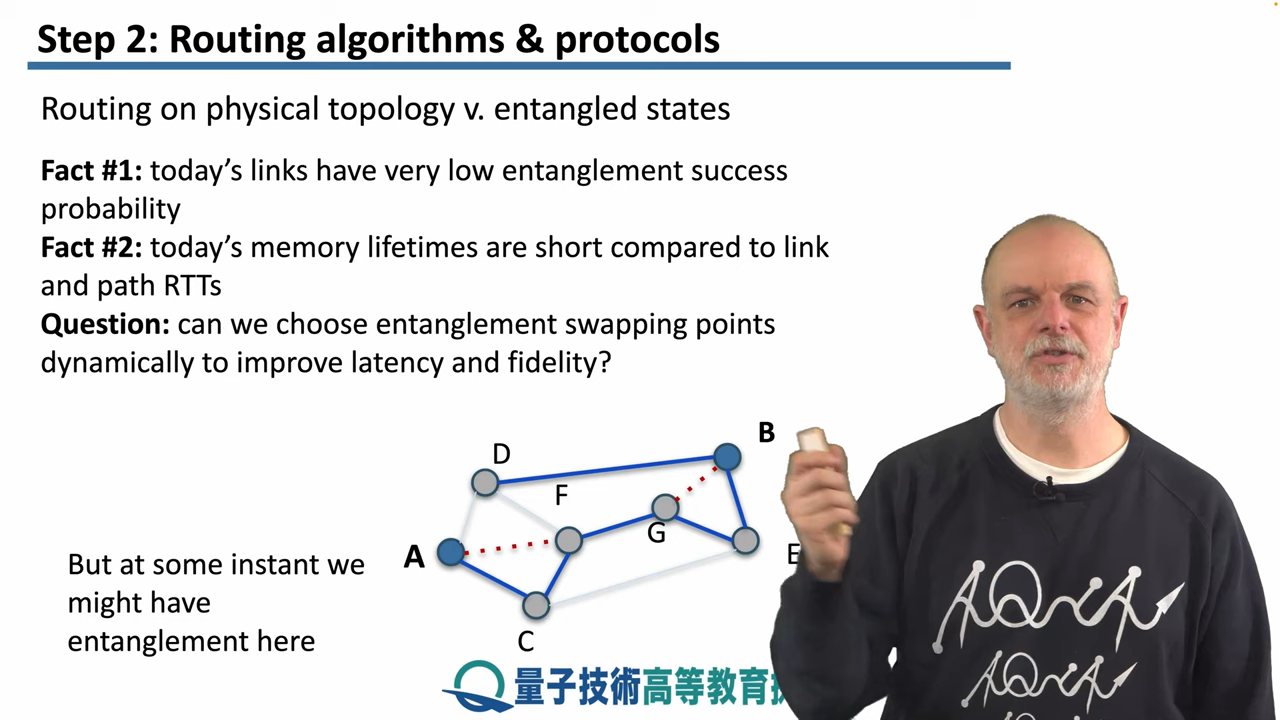 Step 2: Routing algorithms & protocols
Routing on physical topology v. entangled states
Fact #1: today’s links have very low entanglement success
probability
Fact #2: today’s memory lifetimes are short compared to link
and path RTTs
Question: can we choose entanglement swapping points
dynamically to improve latency and fidelity?
B
D
F
G
A
E
But at some instant we
might have
entanglement here
C
量子技術高等教育
AQUA
AQUA